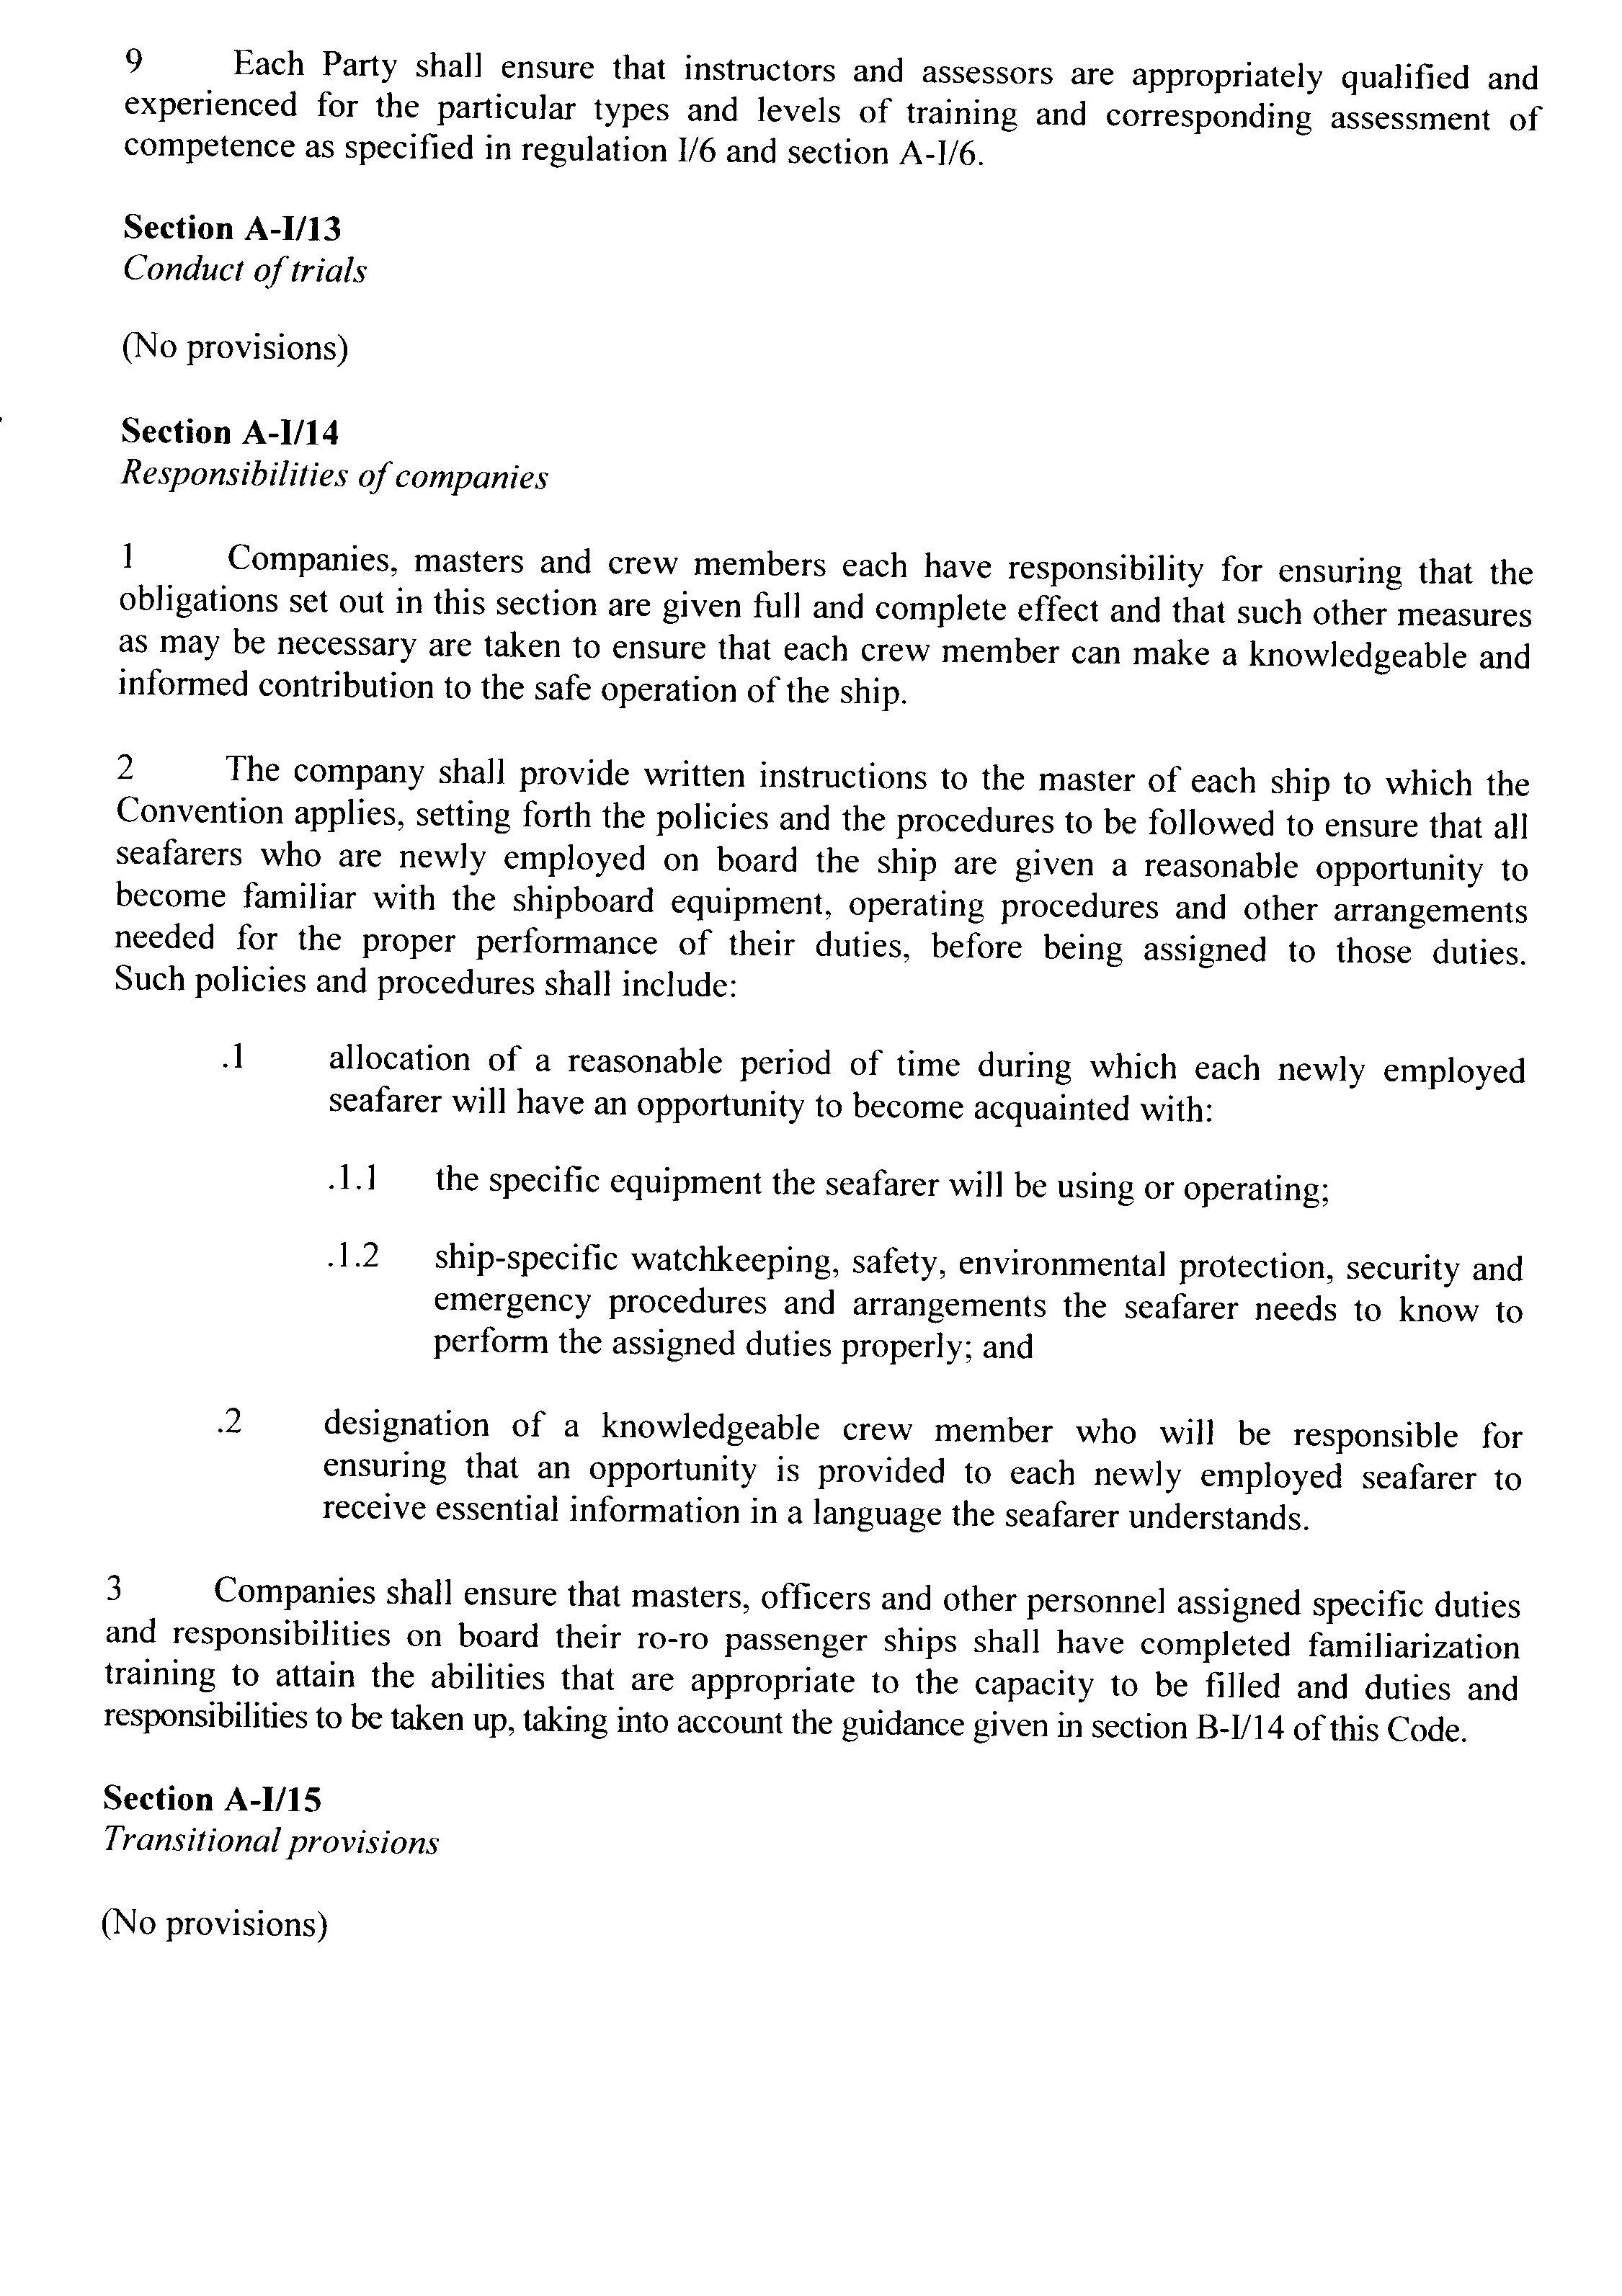 9 Each Party shall ensure that instructors and assessors are appropriately qualified and
experienced for the particular types and levels of training and corresponding assessment of
competence as specified in regulation I/6 and section A-I/6.
Section A-I/13
Conduct of trials
(No provisions)
Section A-I/14
Responsibilities of companies
1 Companies, masters and crew members each have responsibility for ensuring that the
obligations set out in this section are given full and complete effect and that such other measures
as may be necessary are taken to ensure that each crew member can make a knowledgeable and
informed contribution to the safe operation of the ship.
2 The company shall provide written instructions to the master of each ship to which the
Convention applies, setting forth the policies and the procedures to be followed to ensure that all
seafarers who are newly employed on board the ship are given a reasonable opportunity to
become familiar with the shipboard equipment, operating procedures and other arrangements
needed for the proper performance of their duties, before being assigned to those duties.
Such policies and procedures shall include:
.1 allocation of a reasonable period of time during which each newly employed
seafarer will have an opportunity to become acquainted with:
.1.1 the specific equipment the seafarer will be using or operating;
.1.2 ship-specific watchkeeping, safety, environmental protection, security and
emergency procedures and arrangements the seafarer needs to know to
perform the assigned duties properly; and
.2 designation of a knowledgeable crew member who will be responsible for
ensuring that an opportunity is provided to each newly employed seafarer to
receive essential information in a language the seafarer understands.
3 Companies shall ensure that masters, officers and other personnel assigned specific duties
and responsibilities on board their ro-ro passenger ships shall have completed familiarization
training to attain the abilities that are appropriate to the capacity to be filled and duties and
responsibilities to be taken up, taking into account the guidance given in section B-I/14 of this Code.
Section A-I/15
Transitional provisions
(No provisions)